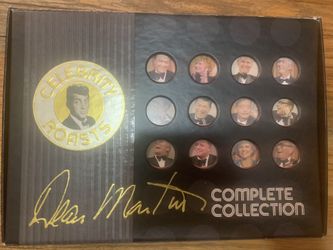 CELEBRITY
ROASTS
Dean Martin
COMPLETE
COLLECTION